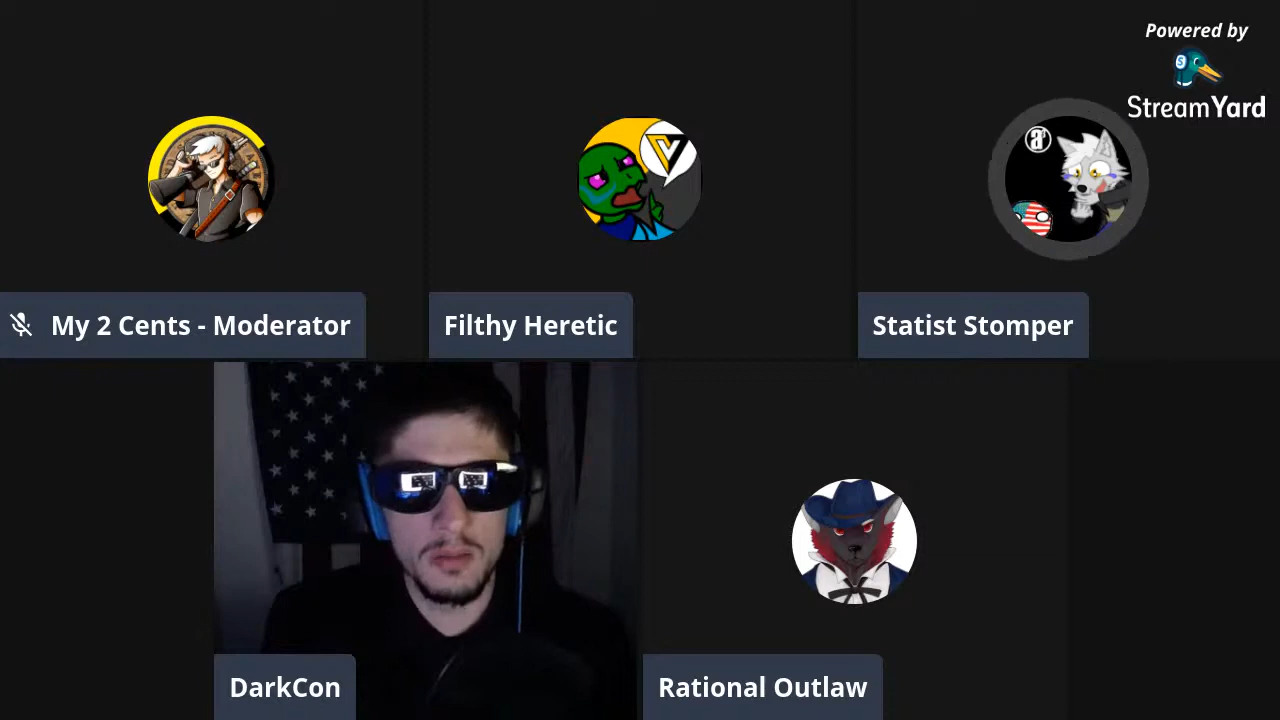 Powered by
S
StreamYard
a
My 2 Cents - Moderator
Filthy Heretic
Statist Stomper
DarkCon
Rational Outlaw